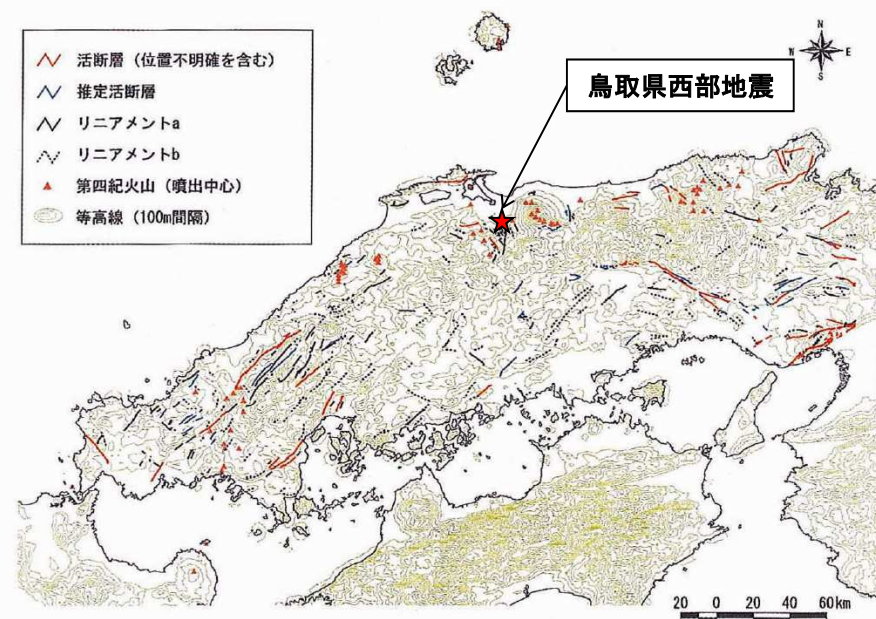 活断層（位置不明確を含む）
推定活断層
リニアメントa
リニアメントb
第四紀火山（噴出中心）
等高線（100m間隔）
鳥取県西部地震
N
W E
S
20 0 20 40 60km